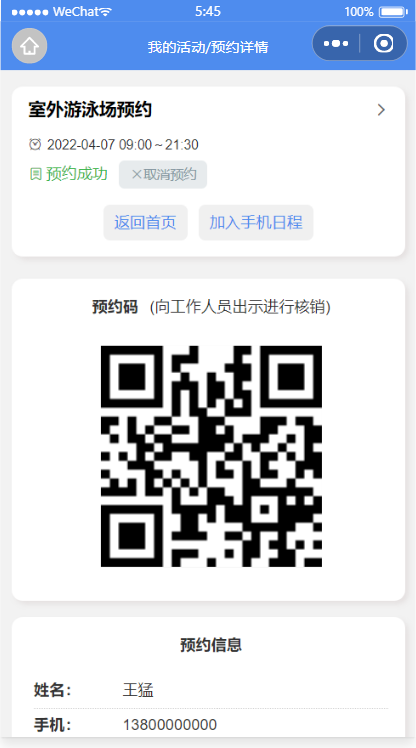 WeChat 5:45 100%
我的活动/预约详情
室外游泳场预约
2022-04-07 09:00～21:30
预约成功 ×取消预约
返回首页 加入手机日程
预约码 (向工作人员出示进行核销)
预约信息
姓名： 王猛
手机： 13800000000